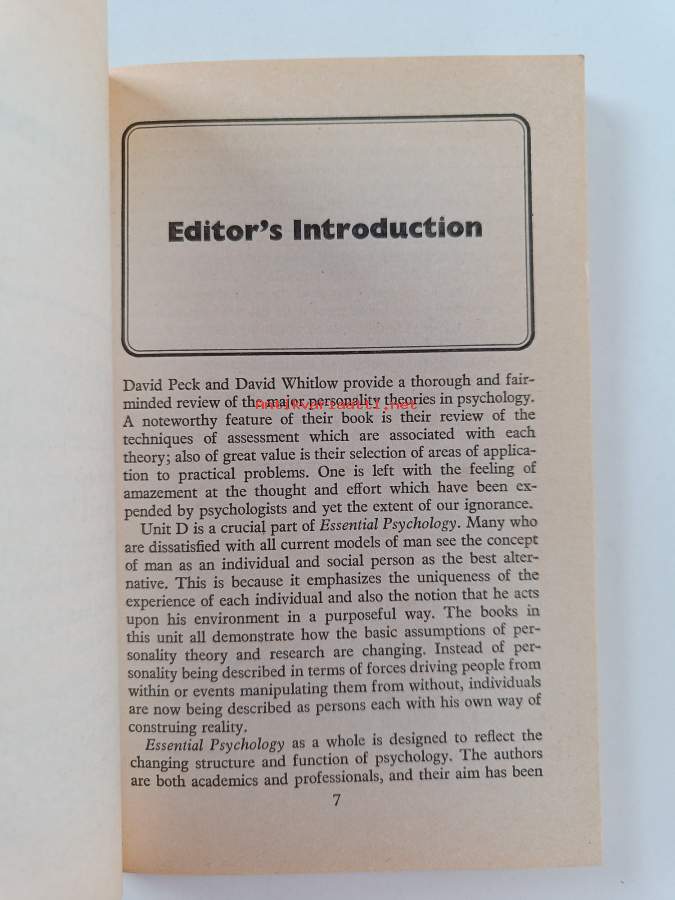 Editor's Introduction
David Peck and David Whitlow provide a thorough and fair-
minded review of the major personality theories in psychology.
Antikvariaatti.net
A noteworthy feature of their book is their review of the
techniques of assessment which are associated with each
theory; also of great value is their selection of areas of applica-
tion to practical problems. One is left with the feeling of
amazement at the thought and effort which have been ex-
pended by psychologists and yet the extent of our ignorance.
Unit D is a crucial part of Essential Psychology. Many who
are dissatisfied with all current models of man see the concept
of man as an individual and social person as the best alter-
native. This is because it emphasizes the uniqueness of the
experience of each individual and also the notion that he acts
upon his environment in a purposeful way. The books in
this unit all demonstrate how the basic assumptions of per-
sonality theory and research are changing. Instead of per-
sonality being described in terms of forces driving people from
within or events manipulating them from without, individuals
are now being described as persons each with his own way of
construing reality.
Essential Psychology as a whole is designed to reflect the
changing structure and function of psychology. The authors
are both academics and professionals, and their aim has been
7